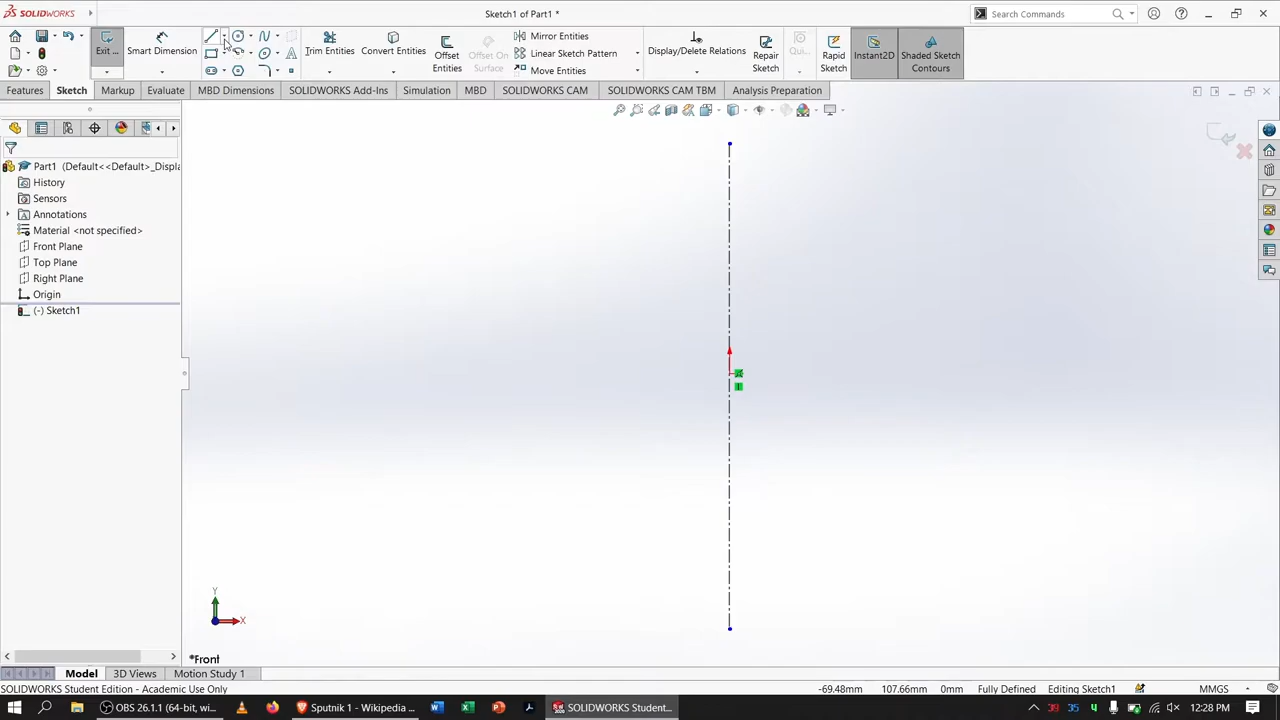 SOLIDWORKS
Sketch1 of Part1 *
Search Commands
Exit ...
Smart Dimension
Trim Entities
Convert Entities
Offset Entities
Offset On Surface
Mirror Entities
Linear Sketch Pattern
Move Entities
Display/Delete Relations
Repair Sketch
Qui...
Rapid Sketch
Instant2D
Shaded Sketch Contours
Features
Sketch
Markup
Evaluate
MBD Dimensions
SOLIDWORKS Add-Ins
Simulation
MBD
SOLIDWORKS CAM
SOLIDWORKS CAM TBM
Analysis Preparation
Part1 (Default<<Default>_Displa
History
Sensors
Annotations
Material <not specified>
Front Plane
Top Plane
Right Plane
Origin
(-) Sketch1
Y
X
*Front
Model
3D Views
Motion Study 1
SOLIDWORKS Student Edition - Academic Use Only
-69.48mm
107.66mm
0mm
Fully Defined
Editing Sketch1
MMGS
OBS 26.1.1 (64-bit, wi...
Sputnik 1 - Wikipedia ...
SOLIDWORKS Studen...
39
35
12:28 PM